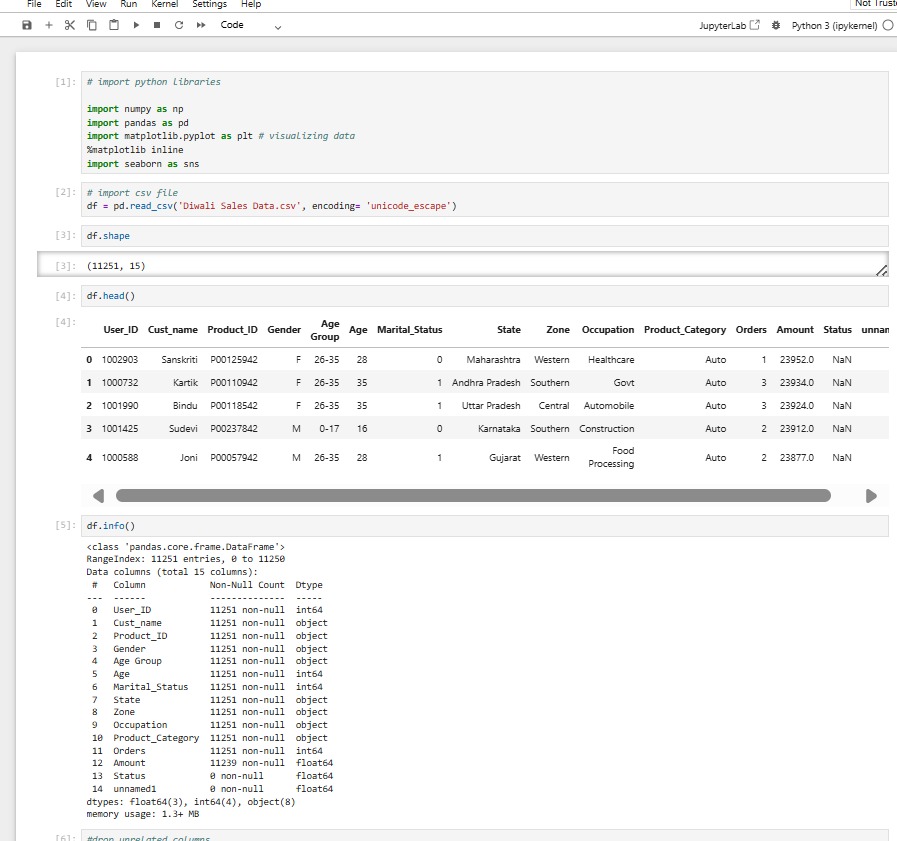 File Edit View Run Kernel Settings Help Not Trust
Code JupyterLab Python 3 (ipykernel)
[1]: # import python libraries
import numpy as np
import pandas as pd
import matplotlib.pyplot as plt # visualizing data
%matplotlib inline
import seaborn as sns
[2]: # import csv file
df = pd.read_csv('Diwali Sales Data.csv', encoding= 'unicode_escape')
[3]: df.shape
[3]: (11251, 15)
[4]: df.head()
[4]:
User_ID Cust_name Product_ID Gender Age Group Age Marital_Status State Zone Occupation Product_Category Orders Amount Status unnan
0 1002903 Sanskriti P00125942 F 26-35 28 0 Maharashtra Western Healthcare Auto 1 23952.0 NaN
1 1000732 Kartik P00110942 F 26-35 35 1 Andhra Pradesh Southern Govt Auto 3 23934.0 NaN
2 1001990 Bindu P00118542 F 26-35 35 1 Uttar Pradesh Central Automobile Auto 3 23924.0 NaN
3 1001425 Sudevi P00237842 M 0-17 16 0 Karnataka Southern Construction Auto 2 23912.0 NaN
4 1000588 Joni P00057942 M 26-35 28 1 Gujarat Western Food Processing Auto 2 23877.0 NaN
[5]: df.info()
<class 'pandas.core.frame.DataFrame'>
RangeIndex: 11251 entries, 0 to 11250
Data columns (total 15 columns):
# Column Non-Null Count Dtype
--- ------ -------------- -----
0 User_ID 11251 non-null int64
1 Cust_name 11251 non-null object
2 Product_ID 11251 non-null object
3 Gender 11251 non-null object
4 Age Group 11251 non-null object
5 Age 11251 non-null int64
6 Marital_Status 11251 non-null int64
7 State 11251 non-null object
8 Zone 11251 non-null object
9 Occupation 11251 non-null object
10 Product_Category 11251 non-null object
11 Orders 11251 non-null int64
12 Amount 11239 non-null float64
13 Status 0 non-null float64
14 unnamed1 0 non-null float64
dtypes: float64(3), int64(4), object(8)
memory usage: 1.3+ MB
[6]: #drop unrelated columns